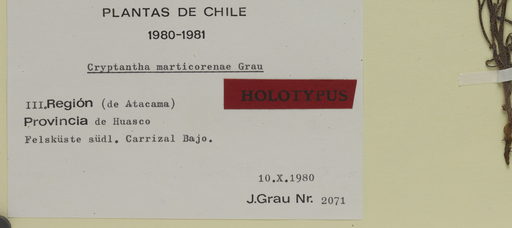 PLANTAS DE CHILE
1980-1981
Cryptantha marticorenae Grau
HOLOTYPUS
III.Región (de Atacama)
Provincia de Huasco
Felsküste südl. Carrizal Bajo.
10.X.1980
J.Grau Nr. 2071